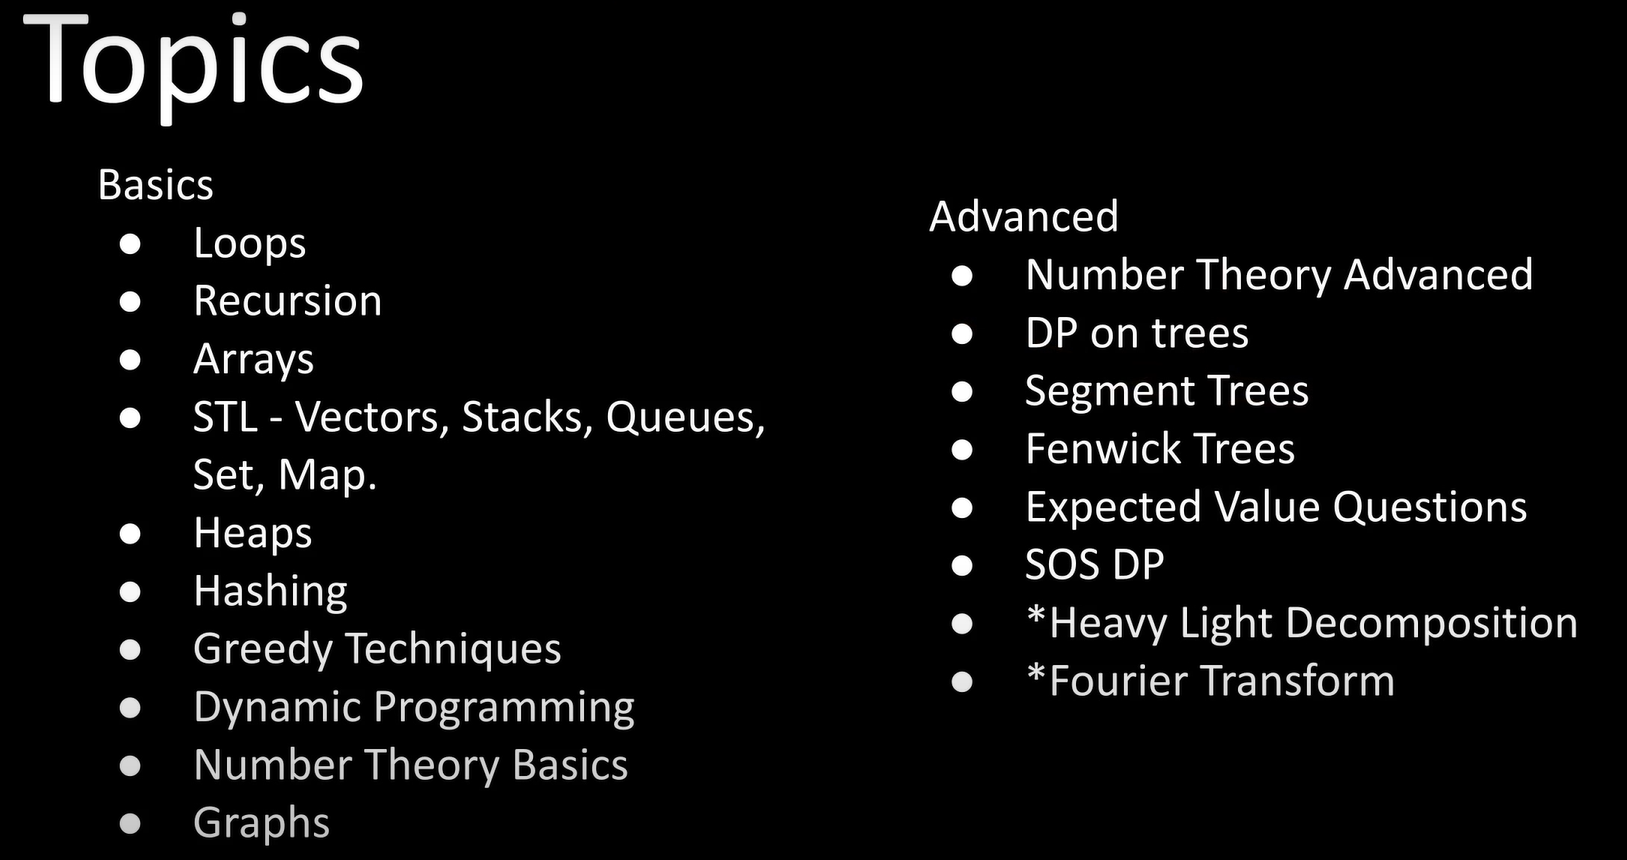 Topics
Basics
● Loops
● Recursion
● Arrays
● STL - Vectors, Stacks, Queues,
Set, Map.
● Heaps
● Hashing
● Greedy Techniques
● Dynamic Programming
● Number Theory Basics
● Graphs
Advanced
● Number Theory Advanced
● DP on trees
● Segment Trees
● Fenwick Trees
● Expected Value Questions
● SOS DP
● *Heavy Light Decomposition
● *Fourier Transform